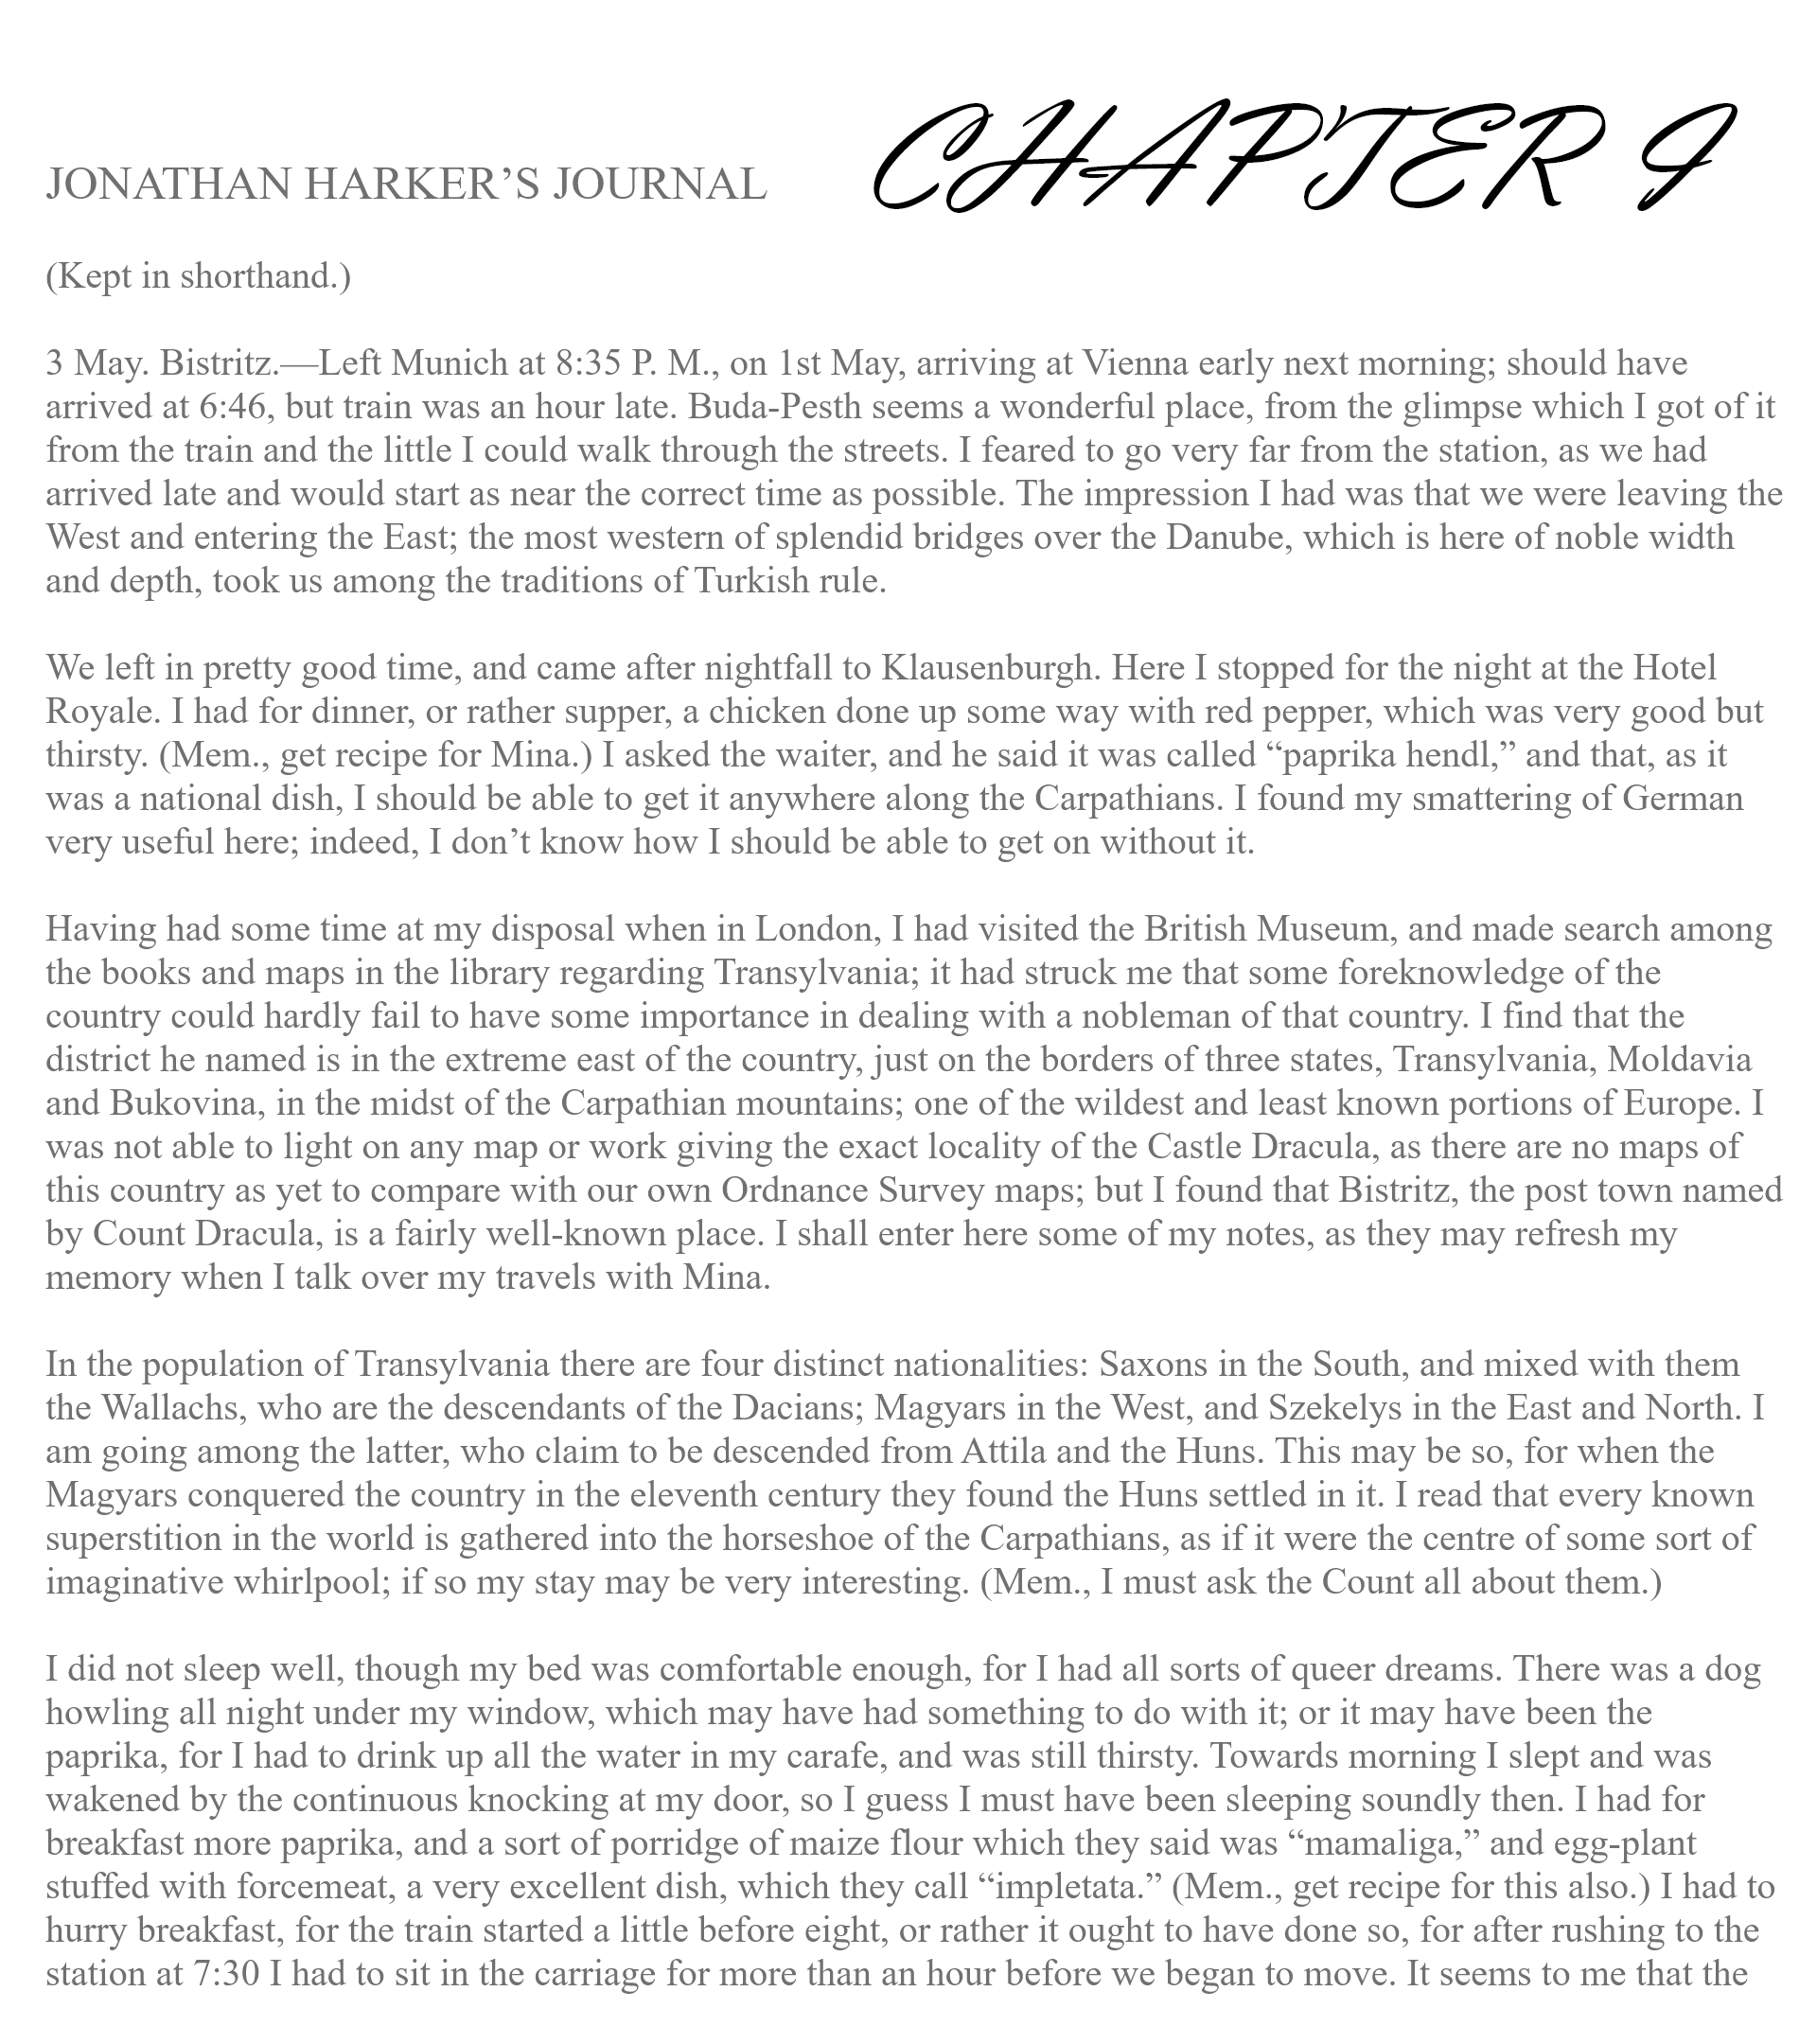 CHAPTER I
JONATHAN HARKER’S JOURNAL
(Kept in shorthand.)
3 May. Bistritz.—Left Munich at 8:35 P. M., on 1st May, arriving at Vienna early next morning; should have
arrived at 6:46, but train was an hour late. Buda-Pesth seems a wonderful place, from the glimpse which I got of it
from the train and the little I could walk through the streets. I feared to go very far from the station, as we had
arrived late and would start as near the correct time as possible. The impression I had was that we were leaving the
West and entering the East; the most western of splendid bridges over the Danube, which is here of noble width
and depth, took us among the traditions of Turkish rule.
We left in pretty good time, and came after nightfall to Klausenburgh. Here I stopped for the night at the Hotel
Royale. I had for dinner, or rather supper, a chicken done up some way with red pepper, which was very good but
thirsty. (Mem., get recipe for Mina.) I asked the waiter, and he said it was called “paprika hendl,” and that, as it
was a national dish, I should be able to get it anywhere along the Carpathians. I found my smattering of German
very useful here; indeed, I don’t know how I should be able to get on without it.
Having had some time at my disposal when in London, I had visited the British Museum, and made search among
the books and maps in the library regarding Transylvania; it had struck me that some foreknowledge of the
country could hardly fail to have some importance in dealing with a nobleman of that country. I find that the
district he named is in the extreme east of the country, just on the borders of three states, Transylvania, Moldavia
and Bukovina, in the midst of the Carpathian mountains; one of the wildest and least known portions of Europe. I
was not able to light on any map or work giving the exact locality of the Castle Dracula, as there are no maps of
this country as yet to compare with our own Ordnance Survey maps; but I found that Bistritz, the post town named
by Count Dracula, is a fairly well-known place. I shall enter here some of my notes, as they may refresh my
memory when I talk over my travels with Mina.
In the population of Transylvania there are four distinct nationalities: Saxons in the South, and mixed with them
the Wallachs, who are the descendants of the Dacians; Magyars in the West, and Szekelys in the East and North. I
am going among the latter, who claim to be descended from Attila and the Huns. This may be so, for when the
Magyars conquered the country in the eleventh century they found the Huns settled in it. I read that every known
superstition in the world is gathered into the horseshoe of the Carpathians, as if it were the centre of some sort of
imaginative whirlpool; if so my stay may be very interesting. (Mem., I must ask the Count all about them.)
I did not sleep well, though my bed was comfortable enough, for I had all sorts of queer dreams. There was a dog
howling all night under my window, which may have had something to do with it; or it may have been the
paprika, for I had to drink up all the water in my carafe, and was still thirsty. Towards morning I slept and was
wakened by the continuous knocking at my door, so I guess I must have been sleeping soundly then. I had for
breakfast more paprika, and a sort of porridge of maize flour which they said was “mamaliga,” and egg-plant
stuffed with forcemeat, a very excellent dish, which they call “impletata.” (Mem., get recipe for this also.) I had to
hurry breakfast, for the train started a little before eight, or rather it ought to have done so, for after rushing to the
station at 7:30 I had to sit in the carriage for more than an hour before we began to move. It seems to me that the